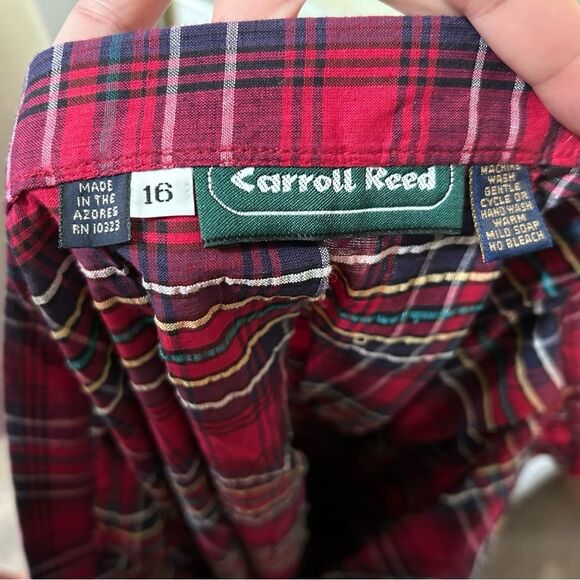 MADE
IN THE
AZORES
RN 10323
16
Carroll Reed
MACHINE
WASH
GENTLE
CYCLE OR
HAND WASH
WARM
MILD SOAP
NO BLEACH